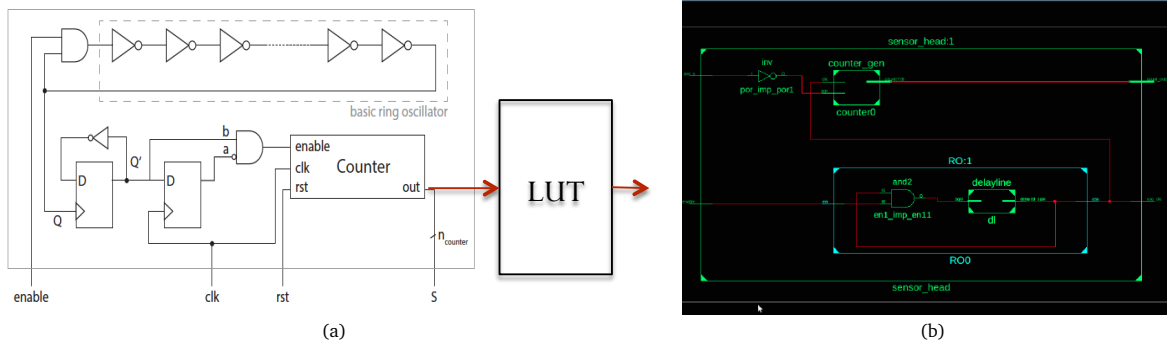 basic ring oscillator
Q'
b
a
D
D
Q
enable
clk
rst
Counter
out
n counter
enable
clk
rst
S
LUT
(a)
sensor_head:1
inv
counter_gen
por_imp_por1
counter0
RO:1
and2
delayline
en1_imp_en11
dl
RO0
sensor_head
(b)